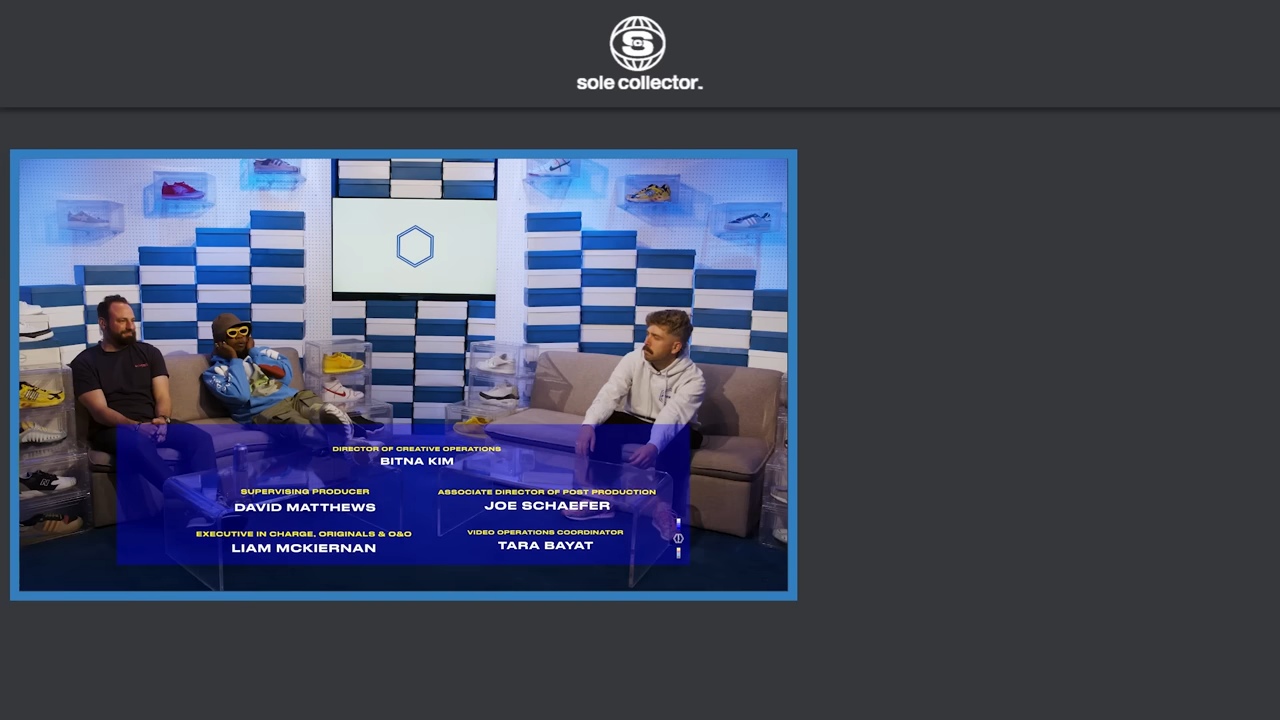 sole collector.
DIRECTOR OF CREATIVE OPERATIONS
BITNA KIM
SUPERVISING PRODUCER
DAVID MATTHEWS
ASSOCIATE DIRECTOR OF POST PRODUCTION
JOE SCHAEFER
EXECUTIVE IN CHARGE, ORIGINALS & O&O
LIAM MCKIERNAN
VIDEO OPERATIONS COORDINATOR
TARA BAYAT